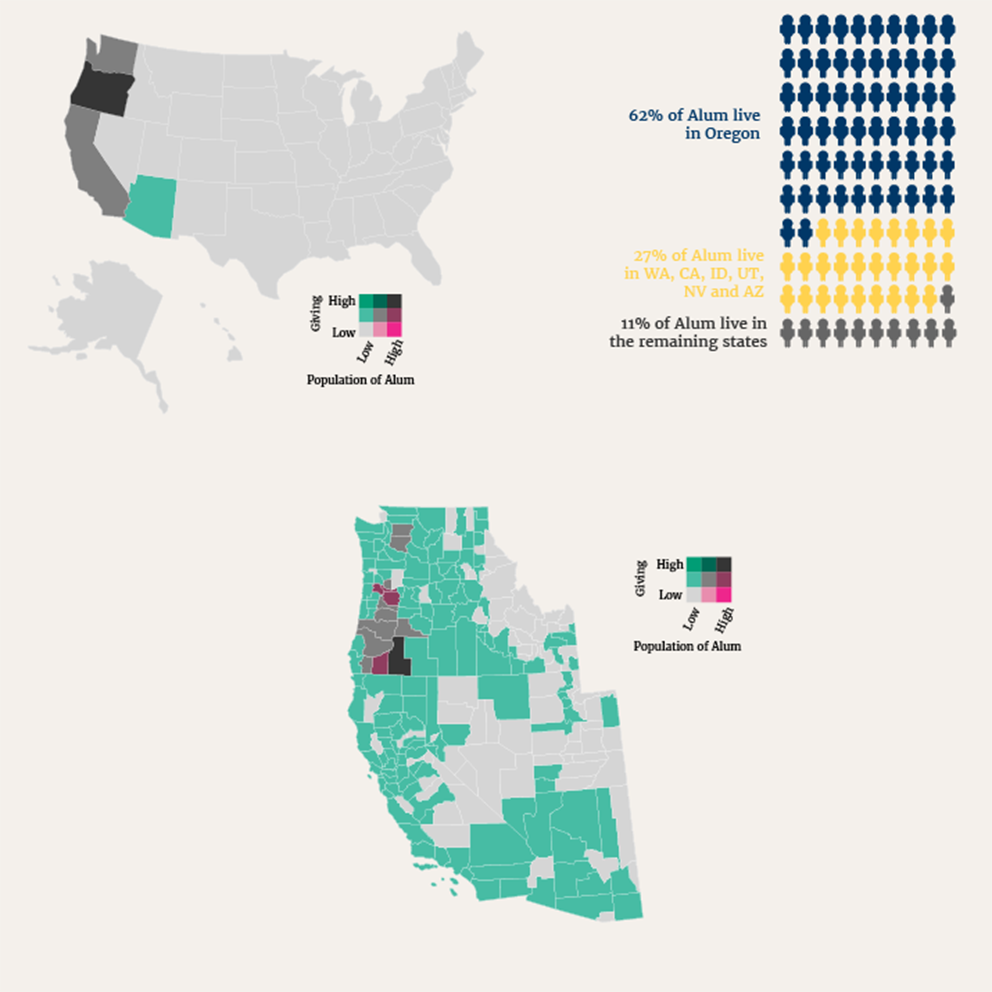 62% of Alum live
in Oregon
27% of Alum live
in WA, CA, ID, UT,
NV and AZ
11% of Alum live in
the remaining states
Giving
High
Low
Low
High
Population of Alum
Giving
High
Low
Low
High
Population of Alum